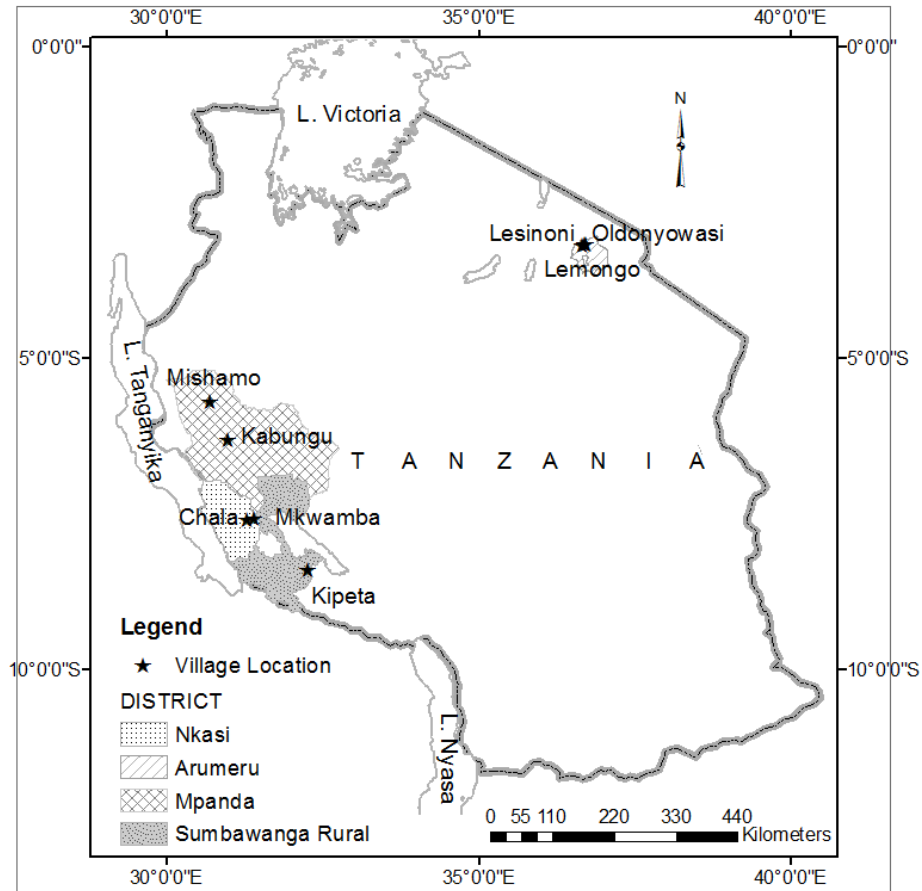 30°0'0"E 35°0'0"E 40°0'0"E
0°0'0" 0°0'0"
N
L. Victoria
Lesinoni Oldonyowasi
Lemongo
5°0'0"S 5°0'0"S
L. Tanganyika
Mishamo
Kabungu
T A N Z A N I A
Chala Mkwamba
Kipeta
Legend
Village Location
10°0'0"S 10°0'0"S
DISTRICT
Nkasi
L. Nyasa
Arumeru
Mpanda
Sumbawanga Rural
0 55 110 220 330 440
Kilometers
30°0'0"E 35°0'0"E 40°0'0"E